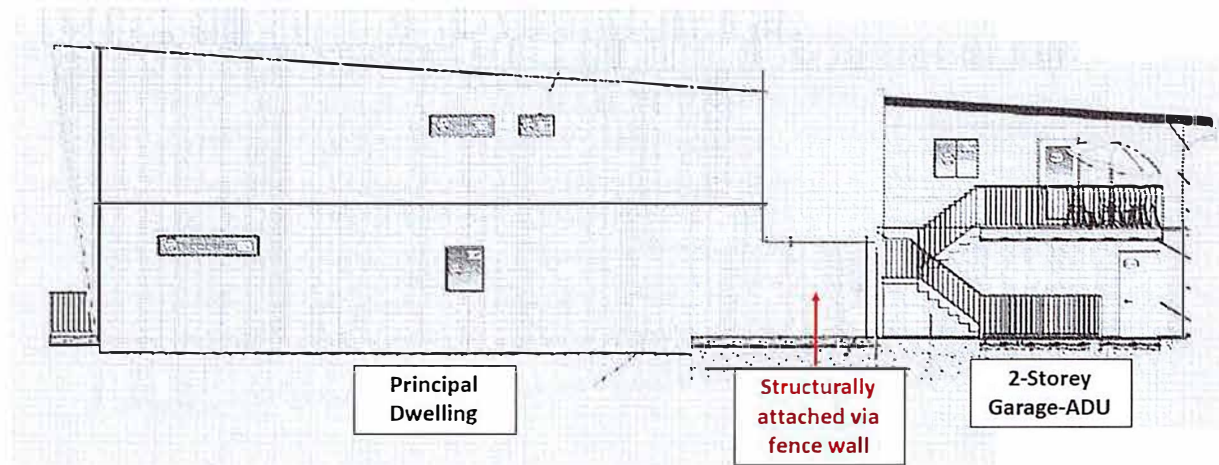 Principal
Dwelling
Structurally
attached via
fence wall
2-Storey
Garage-ADU